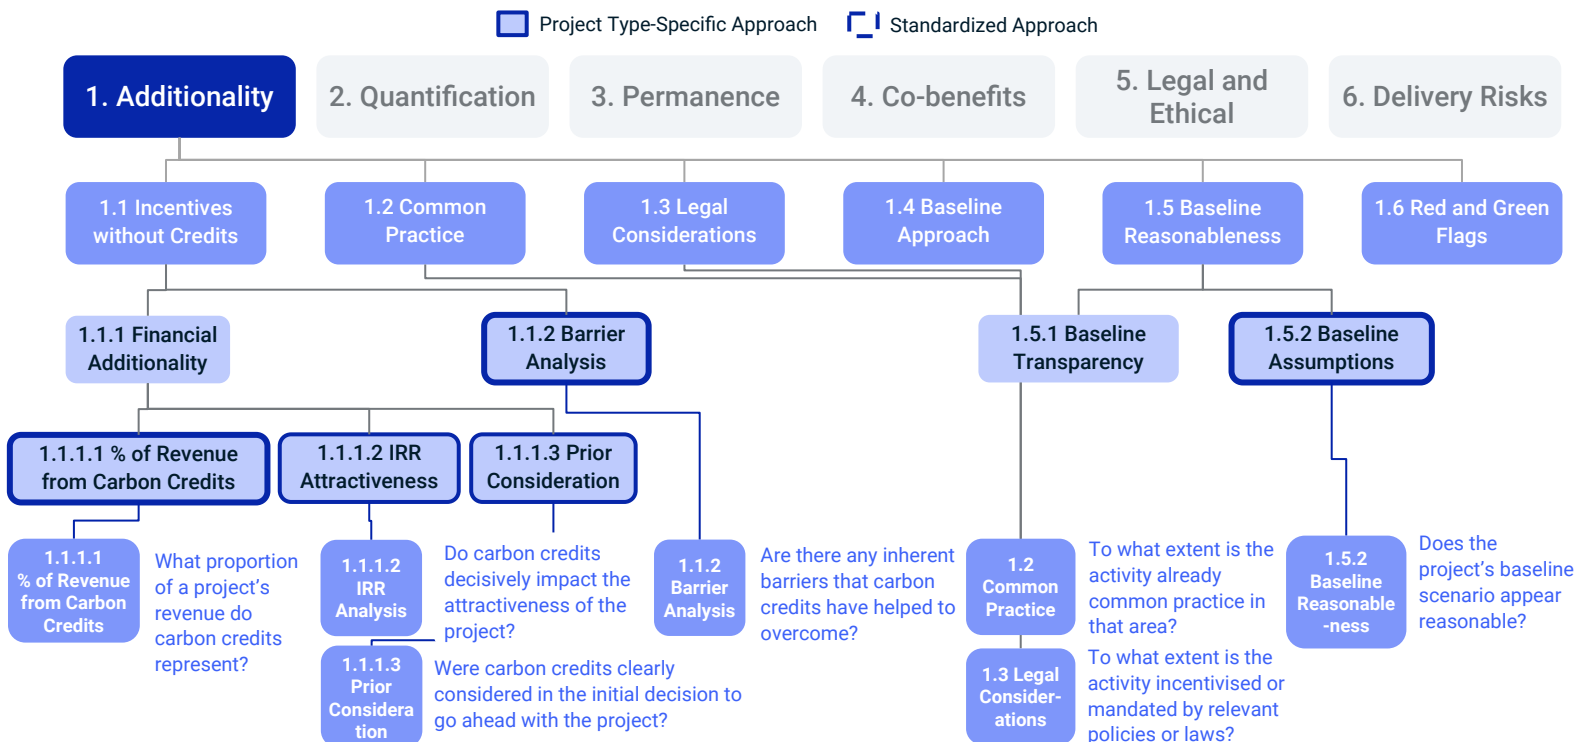 Project Type-Specific Approach
Standardized Approach
1. Additionality
2. Quantification
3. Permanence
4. Co-benefits
5. Legal and
Ethical
6. Delivery Risks
1.1 Incentives
without Credits
1.2 Common
Practice
1.3 Legal
Considerations
1.4 Baseline
Approach
1.5 Baseline
Reasonableness
1.6 Red and Green
Flags
1.1.1 Financial
Additionality
1.1.2 Barrier
Analysis
1.5.1 Baseline
Transparency
1.5.2 Baseline
Assumptions
1.1.1.1 % of Revenue
from Carbon Credits
1.1.1.2 IRR
Attractiveness
1.1.1.3 Prior
Consideration
1.1.1.1
% of Revenue
from Carbon
Credits
What proportion
of a project's
revenue do
carbon credits
represent?
1.1.1.2
IRR
Analysis
Do carbon credits
decisively impact the
attractiveness of the
project?
1.1.1.3
Prior
Considera
tion
Were carbon credits clearly
considered in the initial decision to
go ahead with the project?
1.1.2
Barrier
Analysis
Are there any inherent
barriers that carbon
credits have helped to
overcome?
1.2
Common
Practice
To what extent is the
activity already
common practice in
that area?
1.3 Legal
Consider-
ations
To what extent is the
activity incentivised or
mandated by relevant
policies or laws?
1.5.2
Baseline
Reasonable
-ness
Does the
project's baseline
scenario appear
reasonable?